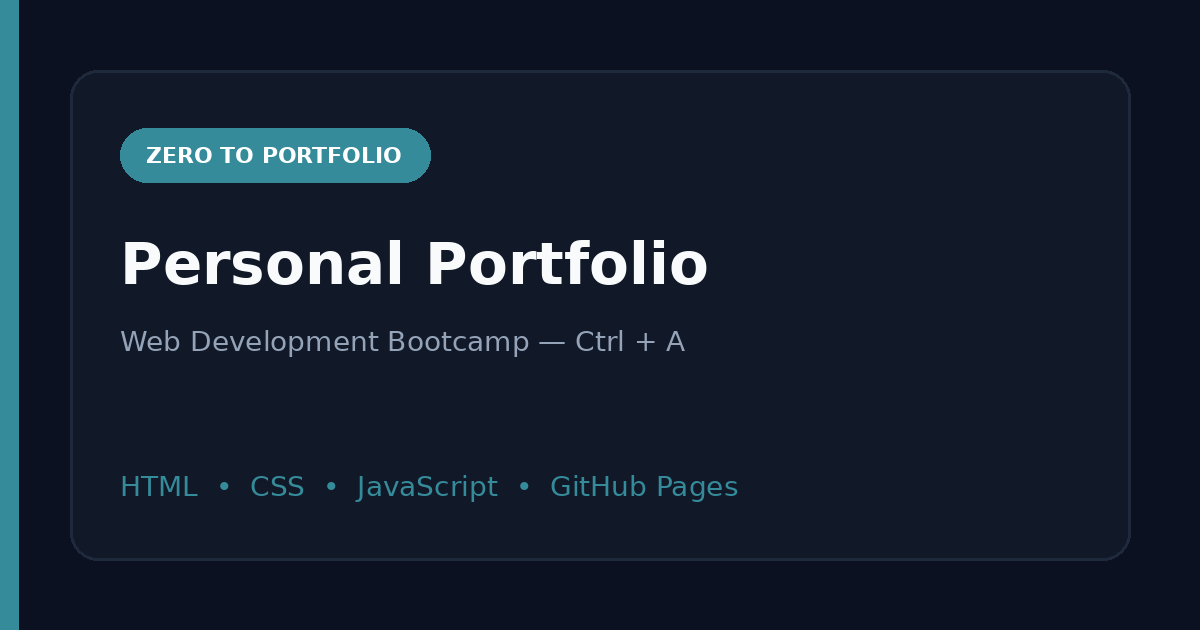 ZERO TO PORTFOLIO
Personal Portfolio
Web Development Bootcamp — Ctrl + A
HTML • CSS • JavaScript • GitHub Pages